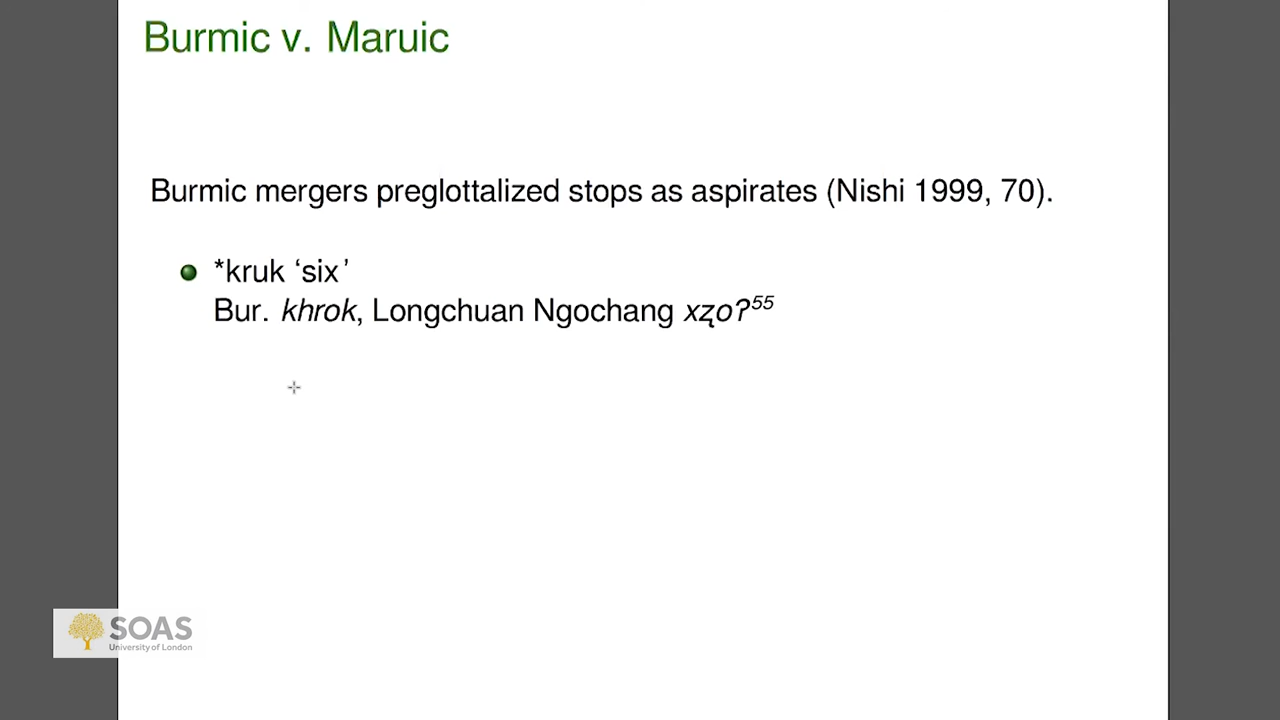 Burmic v. Maruic
Burmic mergers preglottalized stops as aspirates (Nishi 1999, 70).
*kruk ‘six’
Bur. khrok, Longchuan Ngochang xʐoʔ⁵⁵
SOAS
University of London